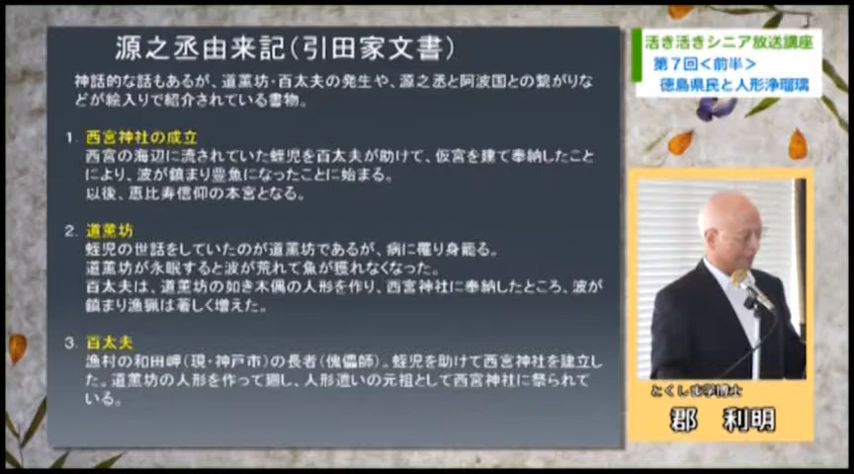 源之丞由来記(引田家文書)
神話的な話もあるが、道薫坊・百太夫の発生や、源之丞と阿波国との繋がりな
どが絵入りで紹介されている書物。
1. 西宮神社の成立
西宮の海辺に流されていた蛭児を百太夫が助けて、仮宮を建て奉納したこと
により、波が鎮まり豊魚になったことに始まる。
以後、恵比寿信仰の本宮となる。
2. 道薫坊
蛭児の世話をしていたのが道薫坊であるが、病に罹り身罷る。
道薫坊が永眠すると波が荒れて魚が獲れなくなった。
百太夫は、道薫坊の如き木偶の人形を作り、西宮神社に奉納したところ、波が
鎮まり漁猟は著しく増えた。
3. 百太夫
漁村の和田岬(現・神戸市)の長者(傀儡師)。蛭児を助けて西宮神社を建立し
た。道薫坊の人形を作って廻し、人形遣いの元祖として西宮神社に祭られて
いる。
活き活きシニア放送講座
第7回<前半>
徳島県民と人形浄瑠璃
とくしま学博士
郡 利明